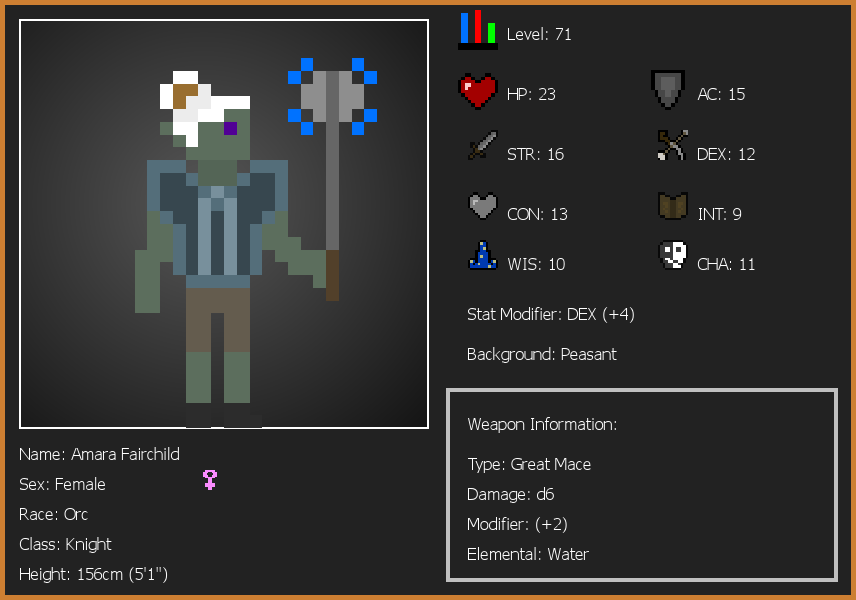 Level: 71
HP: 23
AC: 15
STR: 16
DEX: 12
CON: 13
INT: 9
WIS: 10
CHA: 11
Stat Modifier: DEX (+4)
Background: Peasant
Weapon Information:
Type: Great Mace
Damage: d6
Modifier: (+2)
Elemental: Water
Name: Amara Fairchild
Sex: Female
Race: Orc
Class: Knight
Height: 156cm (5'1")